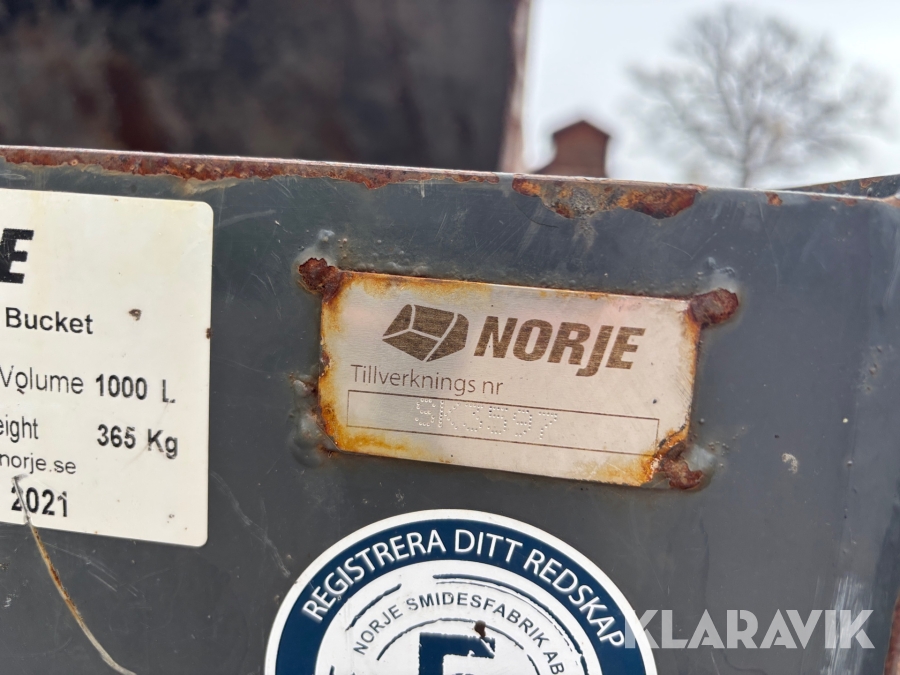 E
Bucket
Volume 1000 L
eight 365 Kg
norje.se
2021
NORJE
Tillverknings nr
SK3597
REGISTRERA DITT REDSKAP
NORJE SMIDESFABRIK AB
KLARAVIK